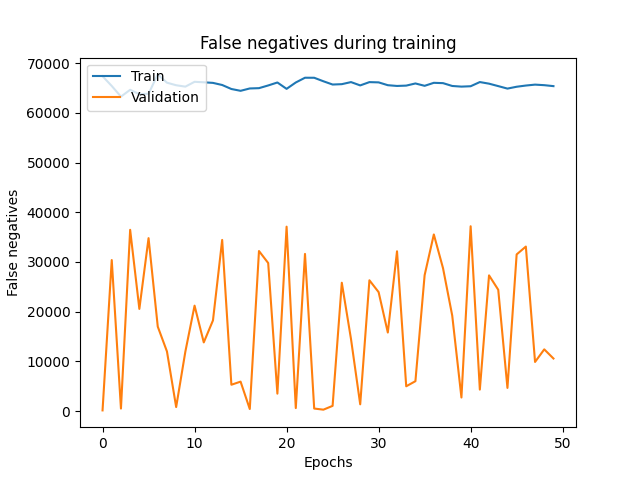 False negatives during training
70000
60000
50000
40000
30000
20000
10000
0
False negatives
Train
Validation
0 10 20 30 40 50
Epochs